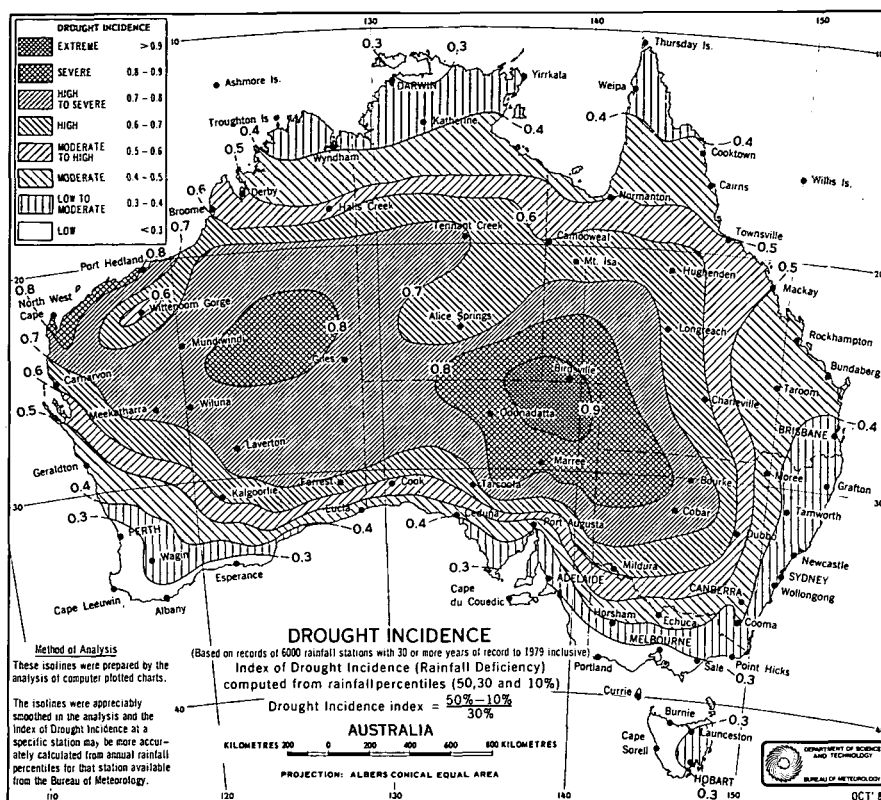 DROUGHT INCIDENCE
EXTREME >0.9
SEVERE 0.8-0.9
HIGH TO SEVERE 0.7-0.8
HIGH 0.6-0.7
MODERATE TO HIGH 0.5-0.6
MODERATE 0.4-0.5
LOW TO MODERATE 0.3-0.4
LOW <0.3
130
140
150
10
0.3
0.3
Thursday Is.
Ashmore Is.
DARWIN
Yirrkala
Weipa
Troughton Is
Katherine
0.4
0.4
0.4
0.4
Wyndham
Cooktown
0.5
Derby
Cairns
Willis Is.
0.6
Broome
Halls Creek
Normanton
0.7
Tennant Creek
0.6
Camooweal
Townsville
0.5
0.8
Port Hedland
Mt. Isa
Hughenden
0.5
20
20
0.8
North West Cape
0.6
Wittenoom Gorge
0.7
Mackay
Alice Springs
Longreach
0.7
Mundiwindi
0.8
Giles
Rockhampton
0.6
Carnarvon
0.8
Birdsville
Bundaberg
Taroom
0.5
Meekatharra
Wiluna
Oodnadatta
0.9
Charleville
BRISBANE
0.4
Laverton
Geraldton
Marree
Moree
Grafton
0.4
Kalgoorlie
Forrest
Cook
Tarcoola
Bourke
30
30
0.3
Eucla
0.4
Ceduna
0.4
Port Augusta
Cobar
Tamworth
PERTH
Dubbo
Wagin
0.3
Esperance
0.3
Mildura
Newcastle
SYDNEY
Cape Leeuwin
Albany
Cape du Couedic
ADELAIDE
CANBERRA
Wollongong
Horsham
Echuca
Cooma
MELBOURNE
Portland
Sale
Point Hicks
0.3
Currie
Burnie
0.3
Launceston
Cape Sorell
HOBART
0.3
40
40
110
120
140
150
DROUGHT INCIDENCE
(Based on records of 6000 rainfall stations with 30 or more years of record to 1979 inclusive)
Index of Drought Incidence (Rainfall Deficiency)
computed from rainfall percentiles (50,30 and 10%)
Drought Incidence index = 50%-10%
30%
AUSTRALIA
KILOMETRES 200 0 200 400 600 800 KILOMETRES
PROJECTION: ALBERS CONICAL EQUAL AREA
Method of Analysis
These isolines were prepared by the
analysis of computer plotted charts.
The isolines were appreciably
smoothed in the analysis and the
Index of Drought Incidence at a
specific station may be more accur-
ately calculated from annual rainfall
percentiles for that station available
from the Bureau of Meteorology.
DEPARTMENT OF SCIENCE
AND TECHNOLOGY
BUREAU OF METEOROLOGY